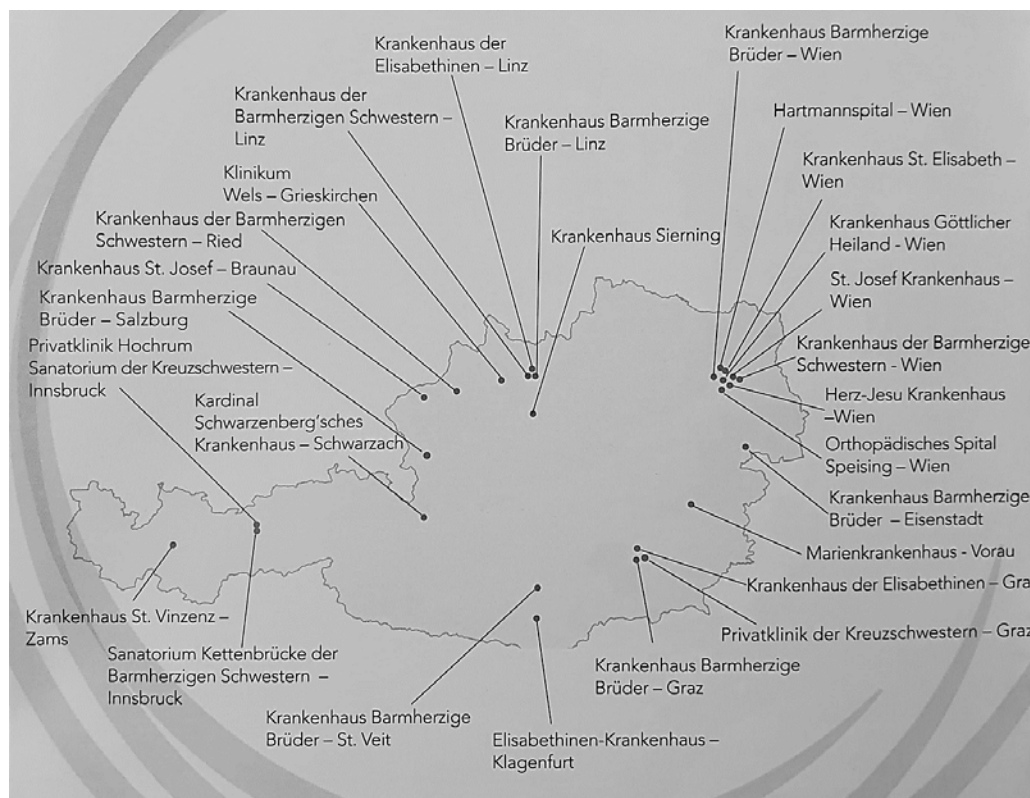 Krankenhaus der
Elisabethinen – Linz
Krankenhaus Barmherzige
Brüder – Wien
Krankenhaus der
Barmherzigen Schwestern –
Linz
Krankenhaus Barmherzige
Brüder – Linz
Hartmannspital – Wien
Klinikum
Wels – Grieskirchen
Krankenhaus St. Elisabeth –
Wien
Krankenhaus der Barmherzigen
Schwestern – Ried
Krankenhaus Sierning
Krankenhaus Göttlicher
Heiland - Wien
Krankenhaus St. Josef – Braunau
St. Josef Krankenhaus –
Wien
Krankenhaus Barmherzige
Brüder – Salzburg
Privatklinik Hochrum
Sanatorium der Kreuzschwestern –
Innsbruck
Krankenhaus der Barmherzige
Schwestern - Wien
Kardinal
Schwarzenberg'sches
Krankenhaus – Schwarzach
Herz-Jesu Krankenhaus
–Wien
Orthopädisches Spital
Speising – Wien
Krankenhaus Barmherzige
Brüder – Eisenstadt
Marienkrankenhaus - Vorau
Krankenhaus der Elisabethinen – Gra
Privatklinik der Kreuzschwestern – Graz
Krankenhaus St. Vinzenz –
Zams
Sanatorium Kettenbrücke der
Barmherzigen Schwestern –
Innsbruck
Krankenhaus Barmherzige
Brüder – Graz
Krankenhaus Barmherzige
Brüder – St. Veit
Elisabethinen-Krankenhaus –
Klagenfurt